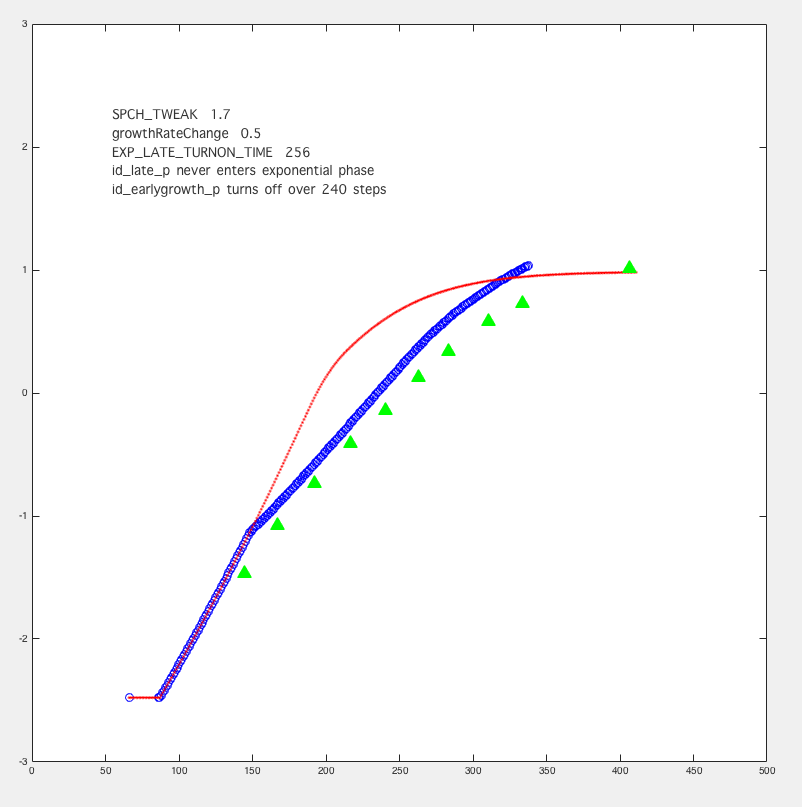 3
SPCH_TWEAK 1.7
growthRateChange 0.5
EXP_LATE_TURNON_TIME 256
id_late_p never enters exponential phase
id_earlygrowth_p turns off over 240 steps
2
1
0
-1
-2
-3
0 50 100 150 200 250 300 350 400 450 500